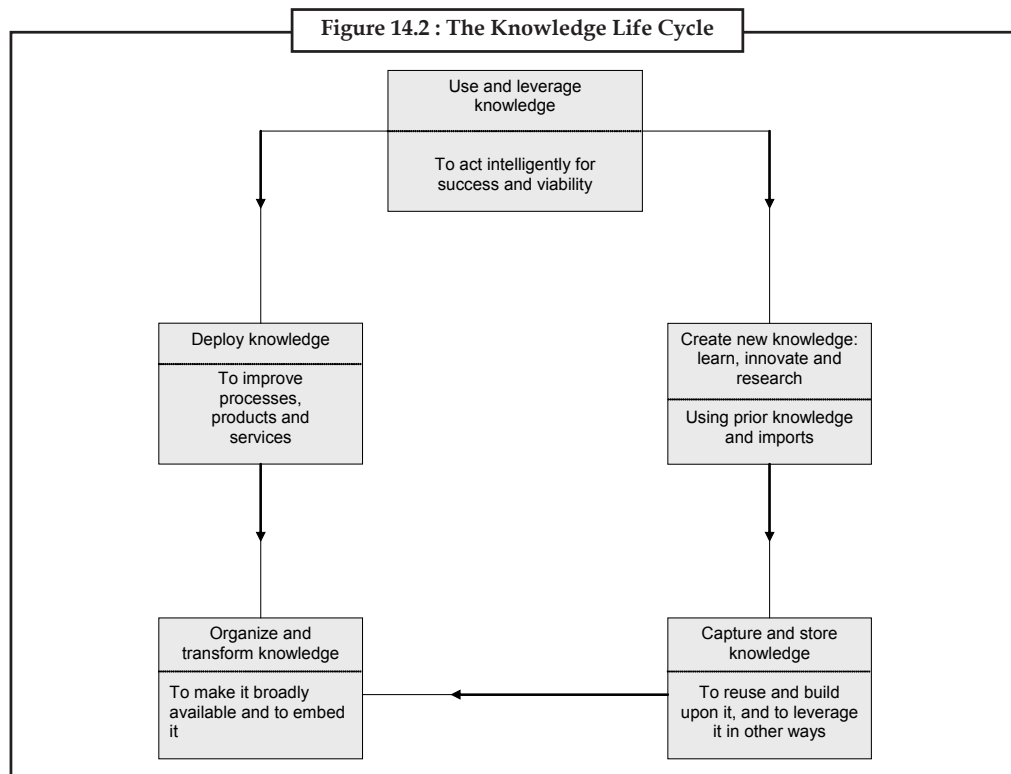 Figure 14.2 : The Knowledge Life Cycle
Use and leverage
knowledge
To act intelligently for
success and viability
Deploy knowledge
To improve
processes,
products and
services
Create new knowledge:
learn, innovate and
research
Using prior knowledge
and imports
Organize and
transform knowledge
To make it broadly
available and to embed
it
Capture and store
knowledge
To reuse and build
upon it, and to leverage
it in other ways